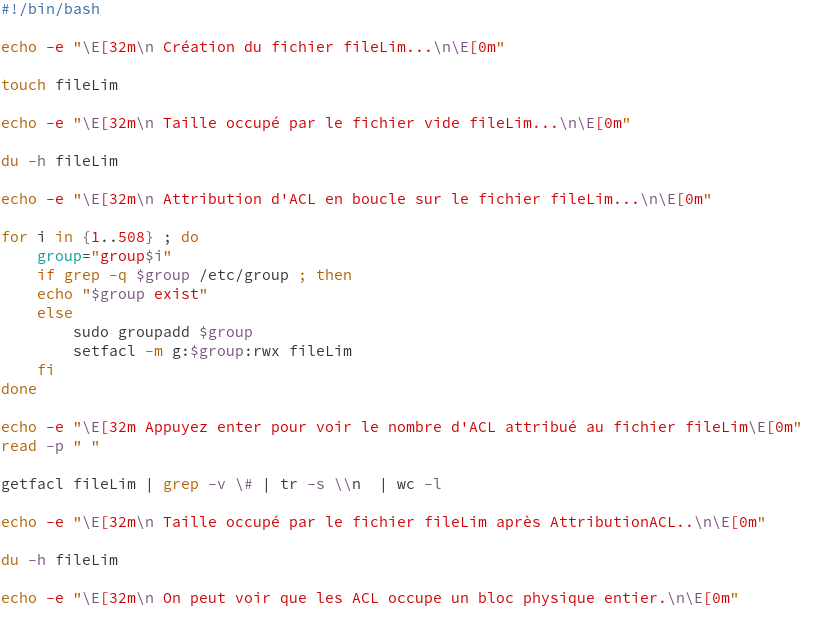 #!/bin/bash
echo -e "\E[32m\n Création du fichier fileLim...\n\E[0m"
touch fileLim
echo -e "\E[32m\n Taille occupé par le fichier vide fileLim...\n\E[0m"
du -h fileLim
echo -e "\E[32m\n Attribution d'ACL en boucle sur le fichier fileLim...\n\E[0m"
for i in {1..508} ; do
    group="group$i"
    if grep -q $group /etc/group ; then
    echo "$group exist"
    else
        sudo groupadd $group
        setfacl -m g:$group:rwx fileLim
    fi
done
echo -e "\E[32m Appuyez enter pour voir le nombre d'ACL attribué au fichier fileLim\E[0m"
read -p " "
getfacl fileLim | grep -v \# | tr -s \\n  | wc -l
echo -e "\E[32m\n Taille occupé par le fichier fileLim après AttributionACL..\n\E[0m"
du -h fileLim
echo -e "\E[32m\n On peut voir que les ACL occupe un bloc physique entier.\n\E[0m"